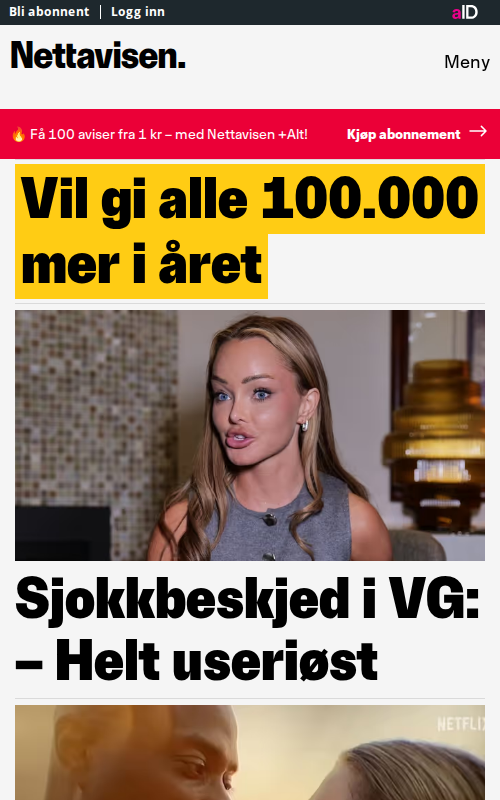 Bli abonnent | Logg inn
aID
Nettavisen.
Meny
🔥 Få 100 aviser fra 1 kr – med Nettavisen +Alt!
Kjøp abonnement →
Vil gi alle 100.000
mer i året
Sjokkbeskjed i VG:
– Helt useriøst
NETFLIX